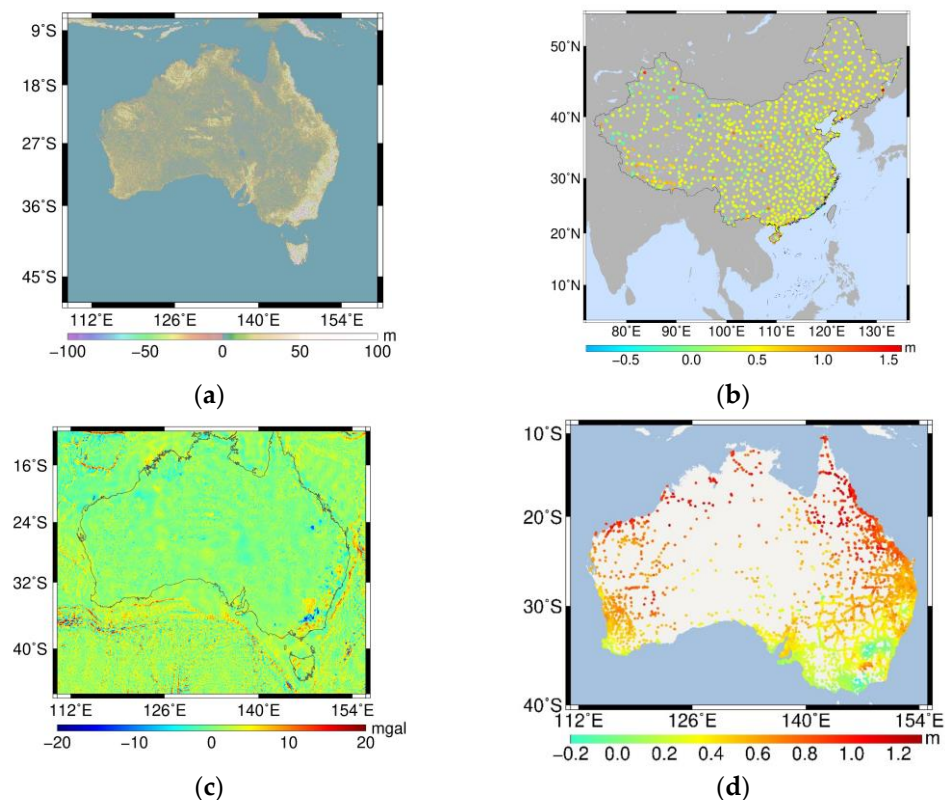 9˚S
18˚S
27˚S
36˚S
45˚S
112˚E 126˚E 140˚E 154˚E
m
−100 −50 0 50 100
(a)
50˚N
40˚N
30˚N
20˚N
10˚N
80˚E 90˚E 100˚E 110˚E 120˚E 130˚E
m
−0.5 0.0 0.5 1.0 1.5
(b)
16˚S
24˚S
32˚S
40˚S
112˚E 126˚E 140˚E 154˚E
mgal
−20 −10 0 10 20
(c)
10˚S
20˚S
30˚S
40˚S
112˚E 126˚E 140˚E 154˚E
m
−0.2 0.0 0.2 0.4 0.6 0.8 1.0 1.2
(d)